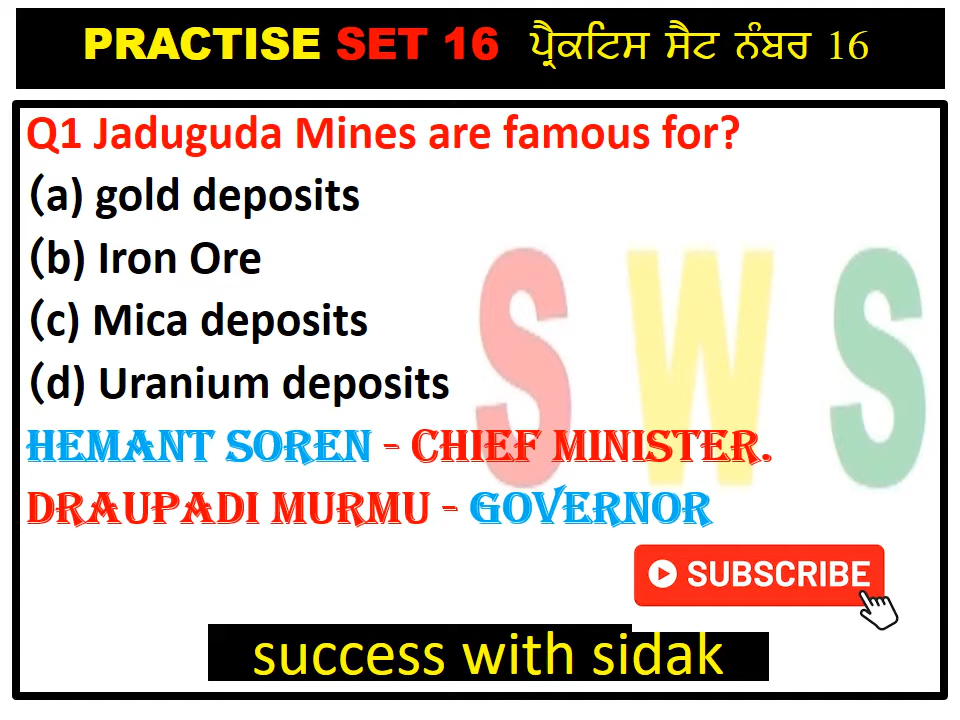 PRACTISE SET 16 ਪ੍ਰੈਕਟਿਸ ਸੈਟ ਨੰਬਰ 16
Q1 Jaduguda Mines are famous for?
(a) gold deposits
(b) Iron Ore
(c) Mica deposits
(d) Uranium deposits
SWS
HEMANT SOREN - CHIEF MINISTER.
DRAUPADI MURMU - GOVERNOR
SUBSCRIBE
success with sidak